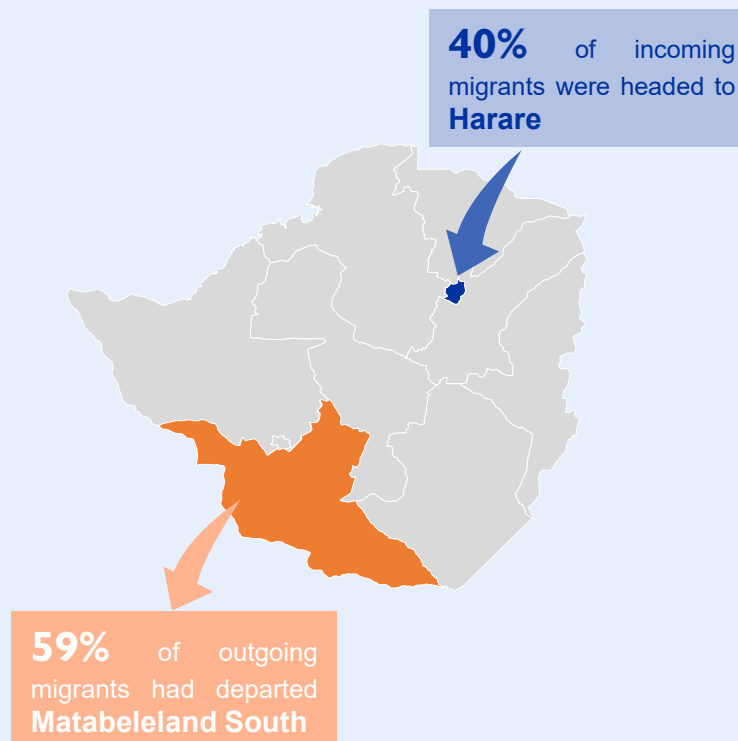 40% of incoming
migrants were headed to
Harare
59% of outgoing
migrants had departed
Matabeleland South